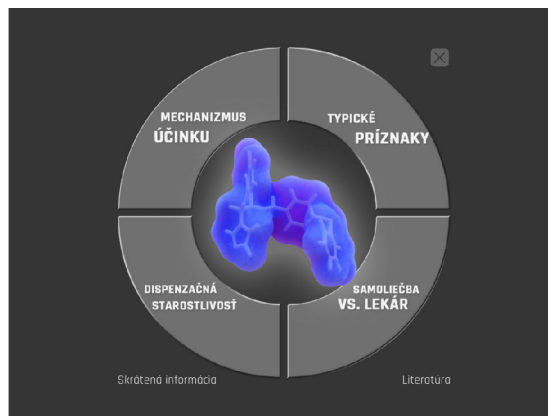 MECHANIZMUS
ÚČINKU
TYPICKÉ
PRÍZNAKY
DISPENZAČNÁ
STAROSTLIVOSŤ
SAMOLIEČBA
VS. LEKÁR
Skrátená informácia
Literatúra